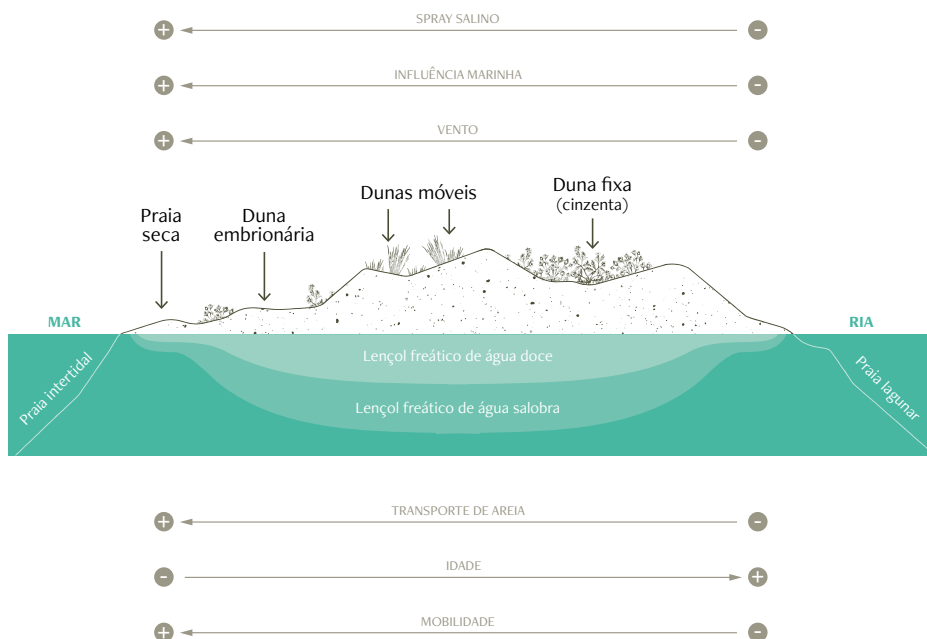 SPRAY SALINO
+ -
INFLUÊNCIA MARINHA
+ -
VENTO
+ -
Praia
seca
Duna
embrionária
Dunas móveis
Duna fixa
(cinzenta)
MAR
RIA
Praia intertidal
Lençol freático de água doce
Lençol freático de água salobra
Praia lagunar
TRANSPORTE DE AREIA
+ -
IDADE
- +
MOBILIDADE
+ -